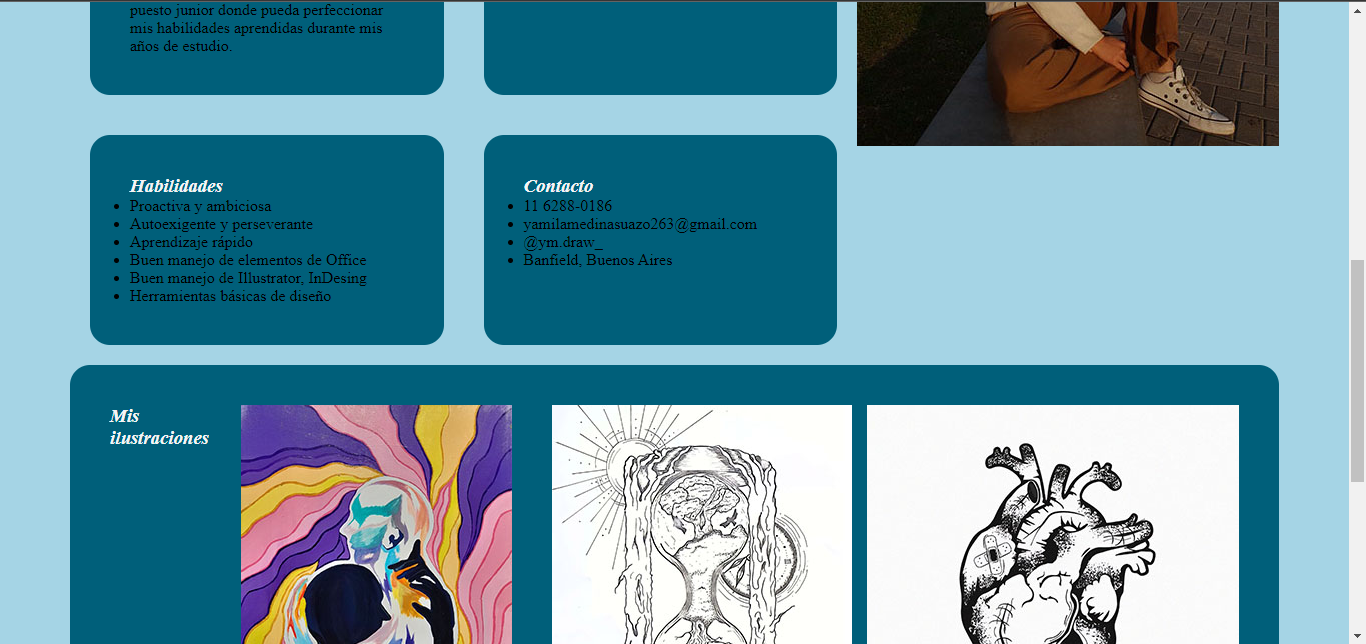 puesto junior donde pueda perfeccionar
mis habilidades aprendidas durante mis
años de estudio.
Habilidades
Proactiva y ambiciosa
Autoexigente y perseverante
Aprendizaje rápido
Buen manejo de elementos de Office
Buen manejo de Illustrator, InDesing
Herramientas básicas de diseño
Contacto
11 6288-0186
yamilamedinasuazo263@gmail.com
@ym.draw_
Banfield, Buenos Aires
Mis
ilustraciones